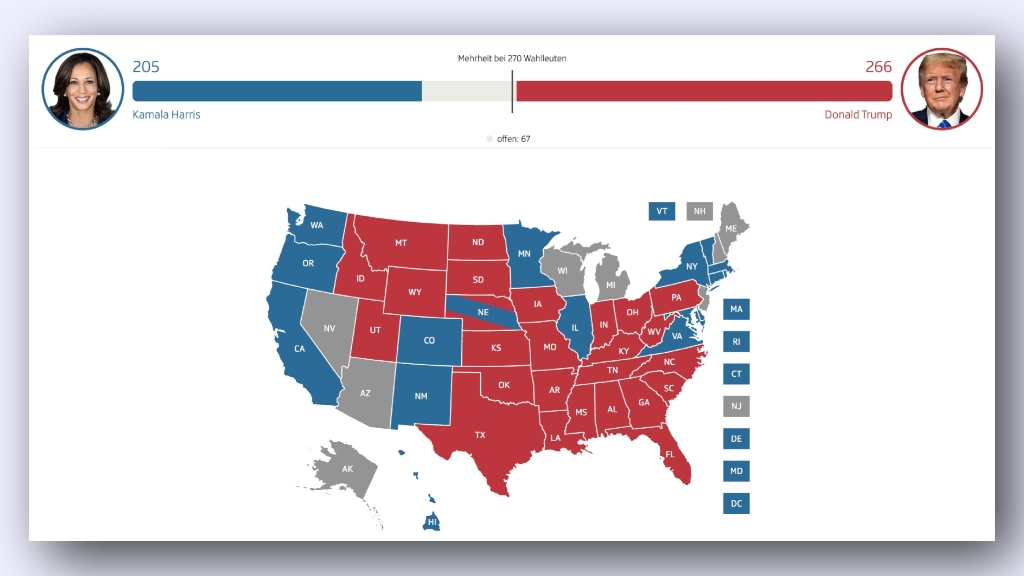 Mehrheit bei 270 Wahlleuten
205
266
Kamala Harris
Donald Trump
offen: 67
VT
NH
WA
ME
MT
ND
MN
OR
NY
WI
ID
SD
MI
WY
PA
IA
MA
OH
NE
NV
UT
IL
IN
WV
VA
CO
RI
CA
KS
MO
KY
NC
TN
CT
OK
AR
SC
AZ
NM
GA
NJ
MS
AL
TX
LA
DE
FL
AK
MD
DC
HI